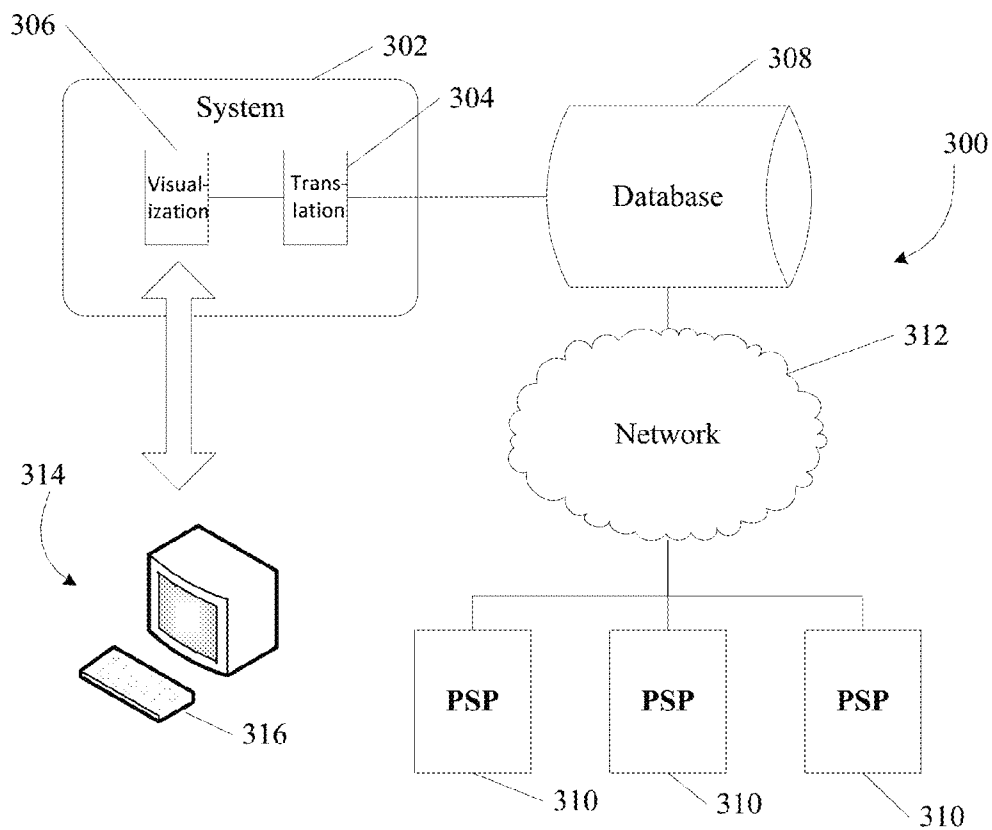 306
302
308
System
304
300
Visual-
ization
Trans-
lation
Database
312
Network
314
316
PSP
PSP
PSP
310
310
310